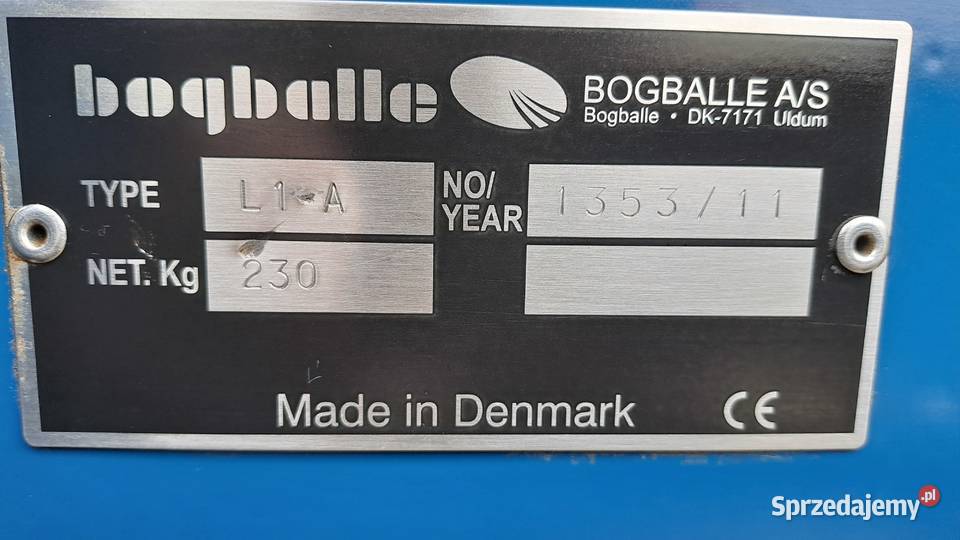 bogballe
BOGBALLE A/S
Bogballe • DK-7171 Uldum
TYPE L1-A
NO/
YEAR 1353/11
NET. Kg 230
Made in Denmark CE
Sprzedajemy.pl